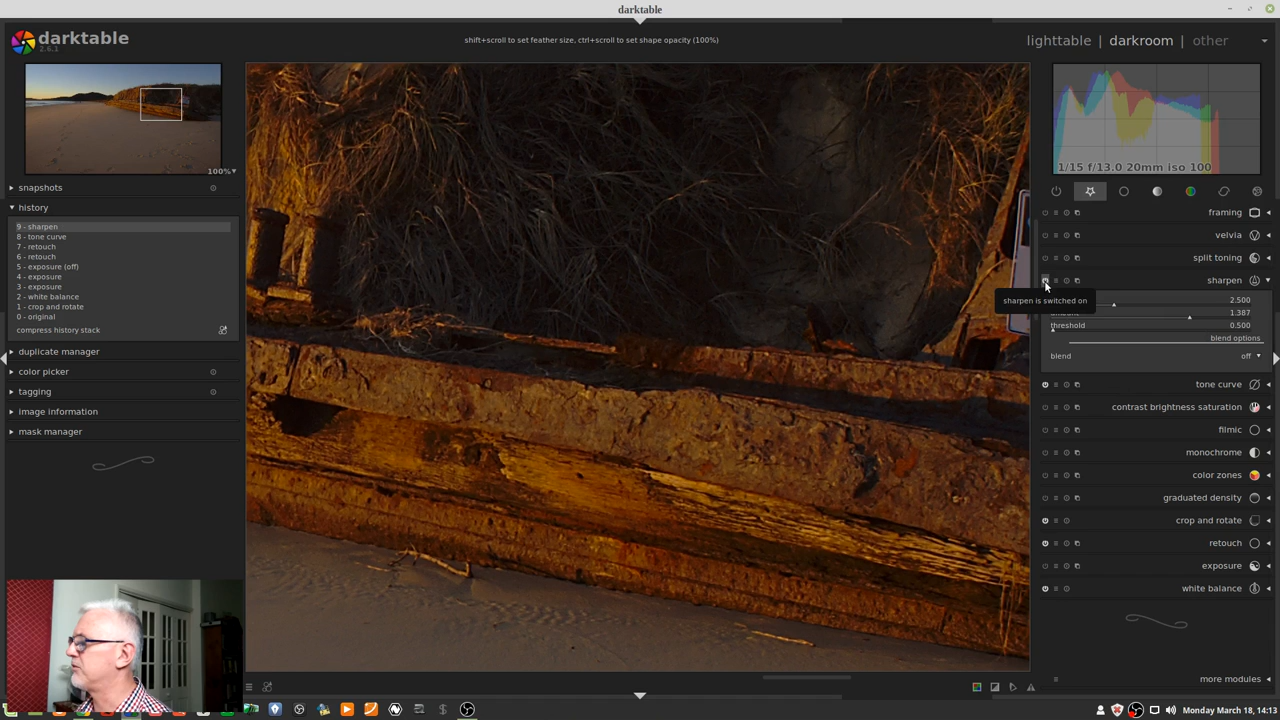 darktable
darktable
2.6.1
shift+scroll to set feather size, ctrl+scroll to set shape opacity (100%)
lighttable | darkroom | other
100%
1/15 f/13.0 20mm iso 100
snapshots
history
9 - sharpen
8 - tone curve
7 - retouch
6 - retouch
5 - exposure (off)
4 - exposure
3 - exposure
2 - white balance
1 - crop and rotate
0 - original
compress history stack
duplicate manager
color picker
tagging
image information
mask manager
framing
velvia
split toning
sharpen
sharpen is switched on
2.500
1.387
threshold 0.500
blend options
blend off
tone curve
contrast brightness saturation
filmic
monochrome
color zones
graduated density
crop and rotate
retouch
exposure
white balance
more modules
Monday March 18, 14:13